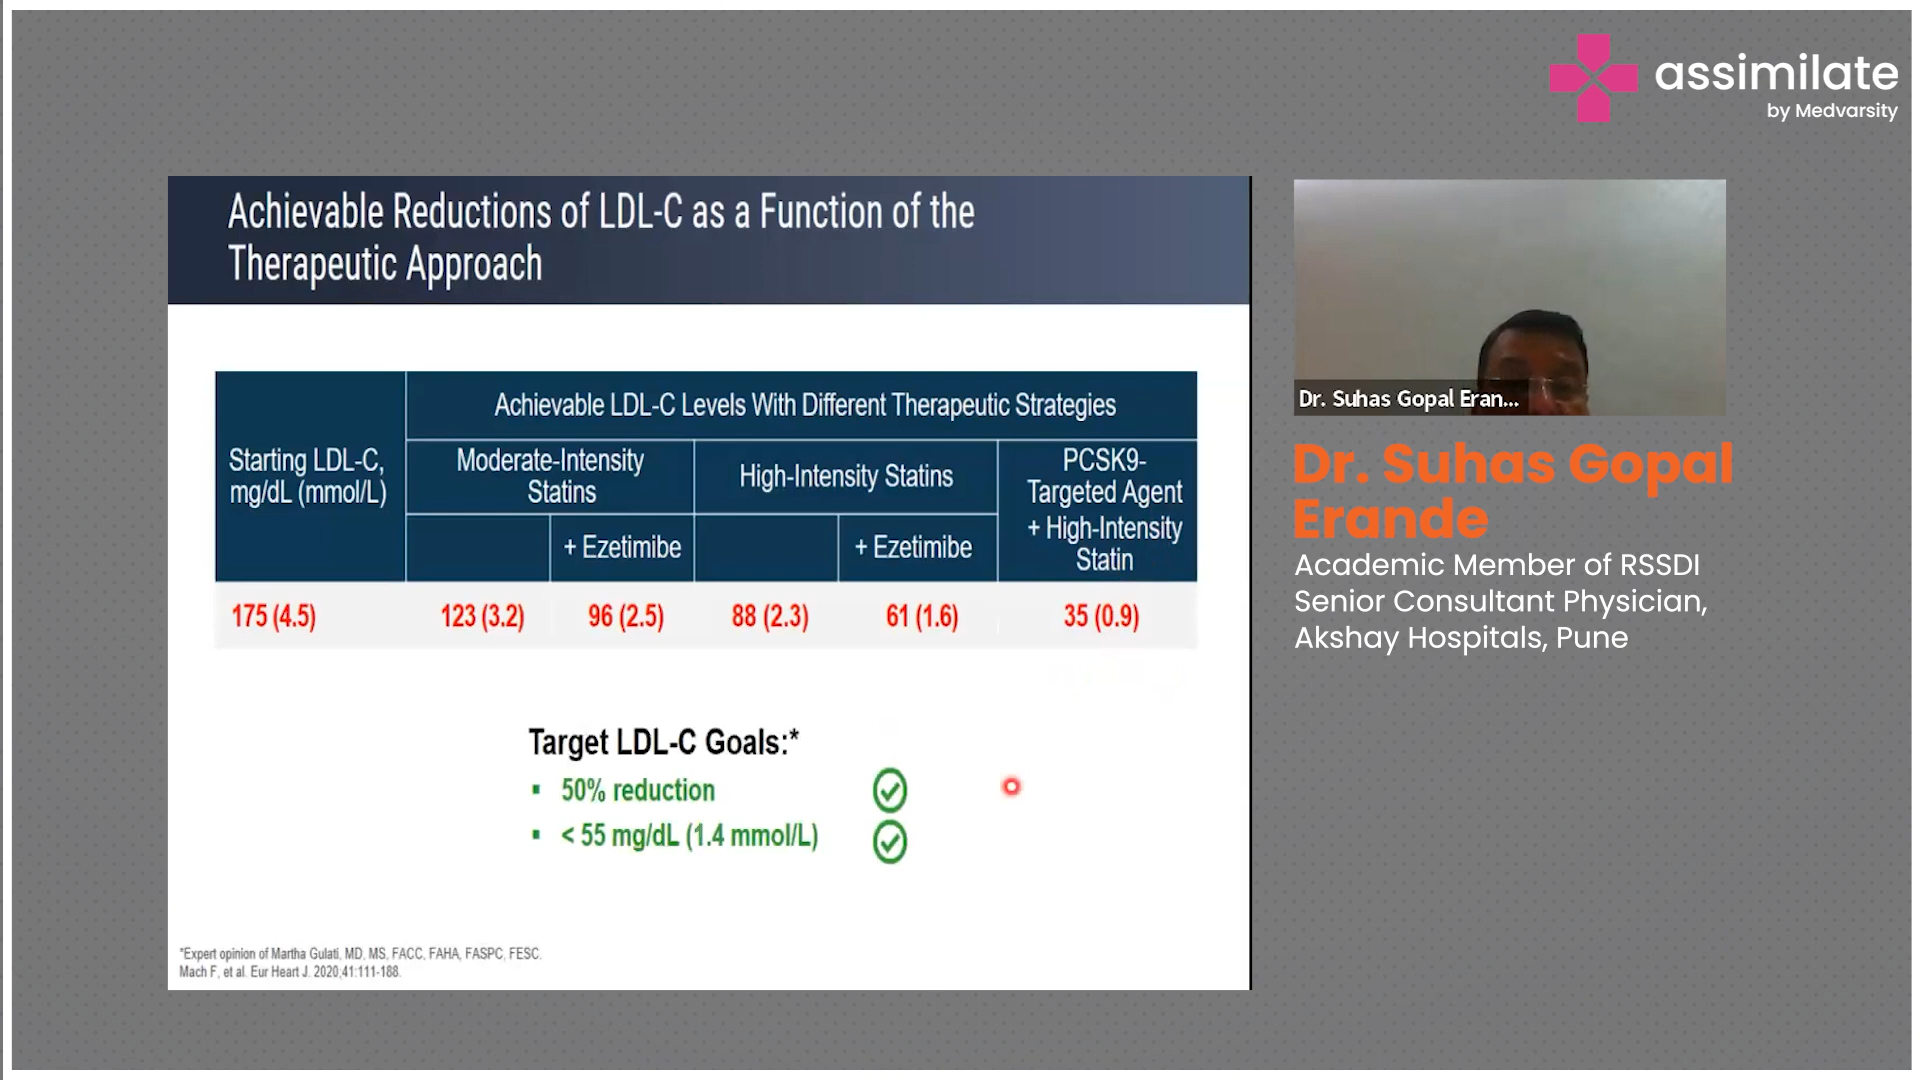 assimilate
by Medvarsity
Achievable Reductions of LDL-C as a Function of the
Therapeutic Approach
Starting LDL-C,
mg/dL (mmol/L)
Achievable LDL-C Levels With Different Therapeutic Strategies
Moderate-Intensity
Statins
High-Intensity Statins
PCSK9-
Targeted Agent
+ High-Intensity
Statin
+ Ezetimibe
+ Ezetimibe
175 (4.5) 123 (3.2) 96 (2.5) 88 (2.3) 61 (1.6) 35 (0.9)
Target LDL-C Goals:*
▪ 50% reduction
▪ < 55 mg/dL (1.4 mmol/L)
*Expert opinion of Martha Gulati, MD, MS, FACC, FAHA, FASPC, FESC.
Mach F, et al. Eur Heart J. 2020;41:111-188.
Dr. Suhas Gopal Eran...
Dr. Suhas Gopal
Erande
Academic Member of RSSDI
Senior Consultant Physician,
Akshay Hospitals, Pune